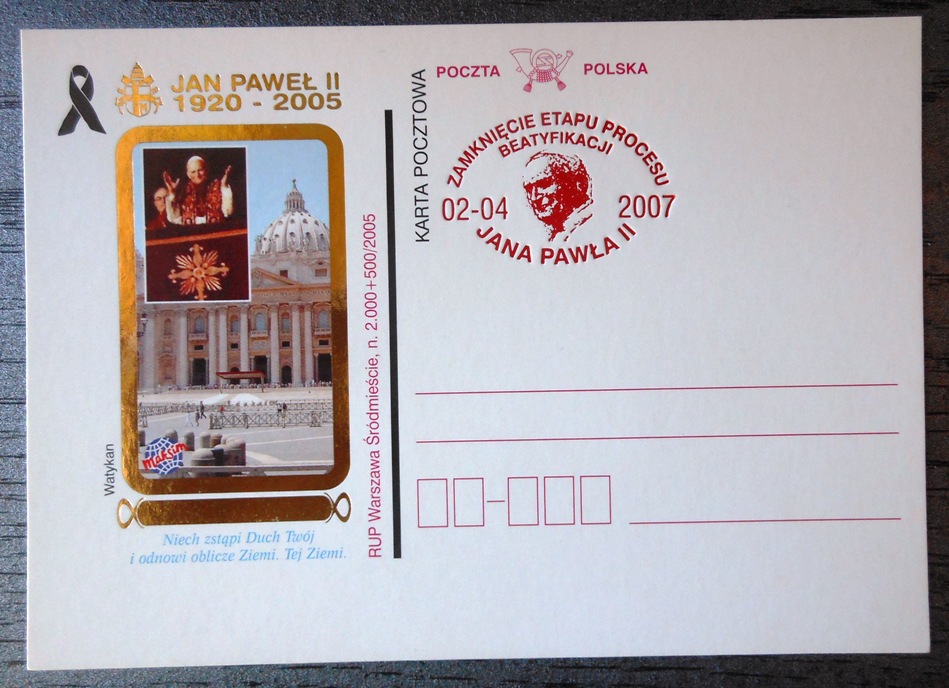 JAN PAWEŁ II
1920 - 2005
maksim
Watykan
Niech zstąpi Duch Twój
i odnowi oblicze Ziemi. Tej Ziemi.
RUP Warszawa Śródmieście, n. 2.000+500/2005
KARTA POCZTOWA
POCZTA POLSKA
ZAMKNIĘCIE ETAPU PROCESU
BEATYFIKACJI
02-04 2007
JANA PAWŁA II